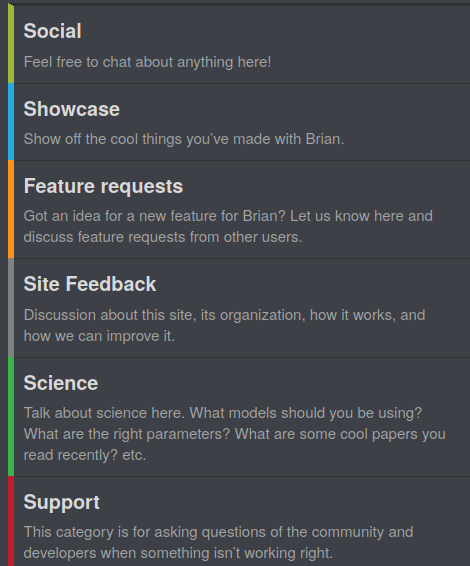 Social
Feel free to chat about anything here!
Showcase
Show off the cool things you've made with Brian.
Feature requests
Got an idea for a new feature for Brian? Let us know here and
discuss feature requests from other users.
Site Feedback
Discussion about this site, its organization, how it works, and
how we can improve it.
Science
Talk about science here. What models should you be using?
What are the right parameters? What are some cool papers you
read recently? etc.
Support
This category is for asking questions of the community and
developers when something isn't working right.